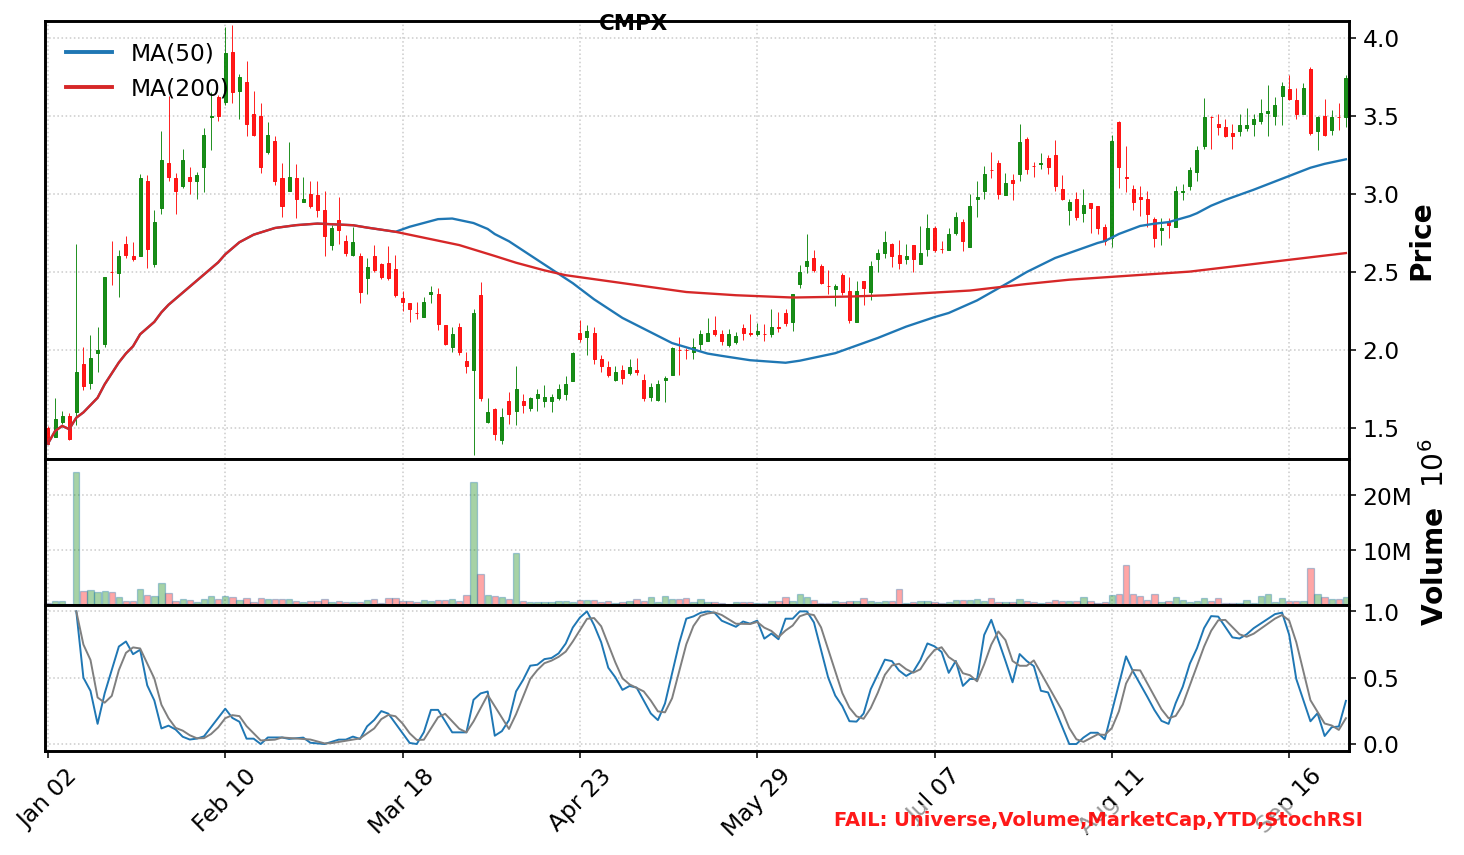 CMPX
MA(50)
MA(200)
4.0
3.5
3.0
2.5
2.0
1.5
Price
20M
10M
Volume 10⁶
1.0
0.5
0.0
Jan 02
Feb 10
Mar 18
Apr 23
May 29
Jul 07
Aug 11
Sep 16
FAIL: Universe,Volume,MarketCap,YTD,StochRSI